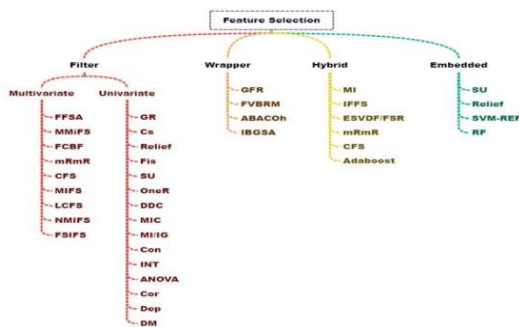 Feature Selection
Filter
Wrapper
Hybrid
Embedded
Multivariate
Univariate
FFSA
MMiFS
FCBF
mRmR
CFS
MIFS
LCFS
NMIFS
FSIFS
GR
Cs
Relief
Fis
SU
OneR
DDC
MIC
MI/IG
Con
INT
ANOVA
Cor
Dep
DM
GFR
FVBRM
ABACOh
IBGSA
MI
IFFS
ESVDF/FSR
mRmR
CFS
Adaboost
SU
Relief
SVM-REF
RF